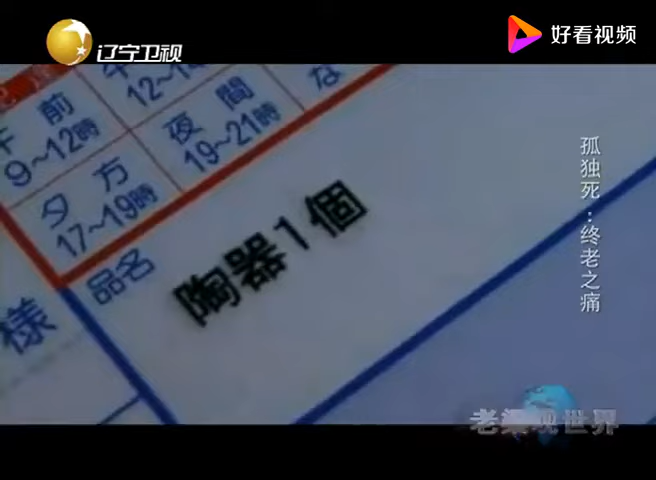 辽宁卫视
好看视频
午前
9~12時
12~14
夜間
19~21時
夕方
17~19時
品名
陶器1個
様
孤独死:终老之痛
老梁观世界